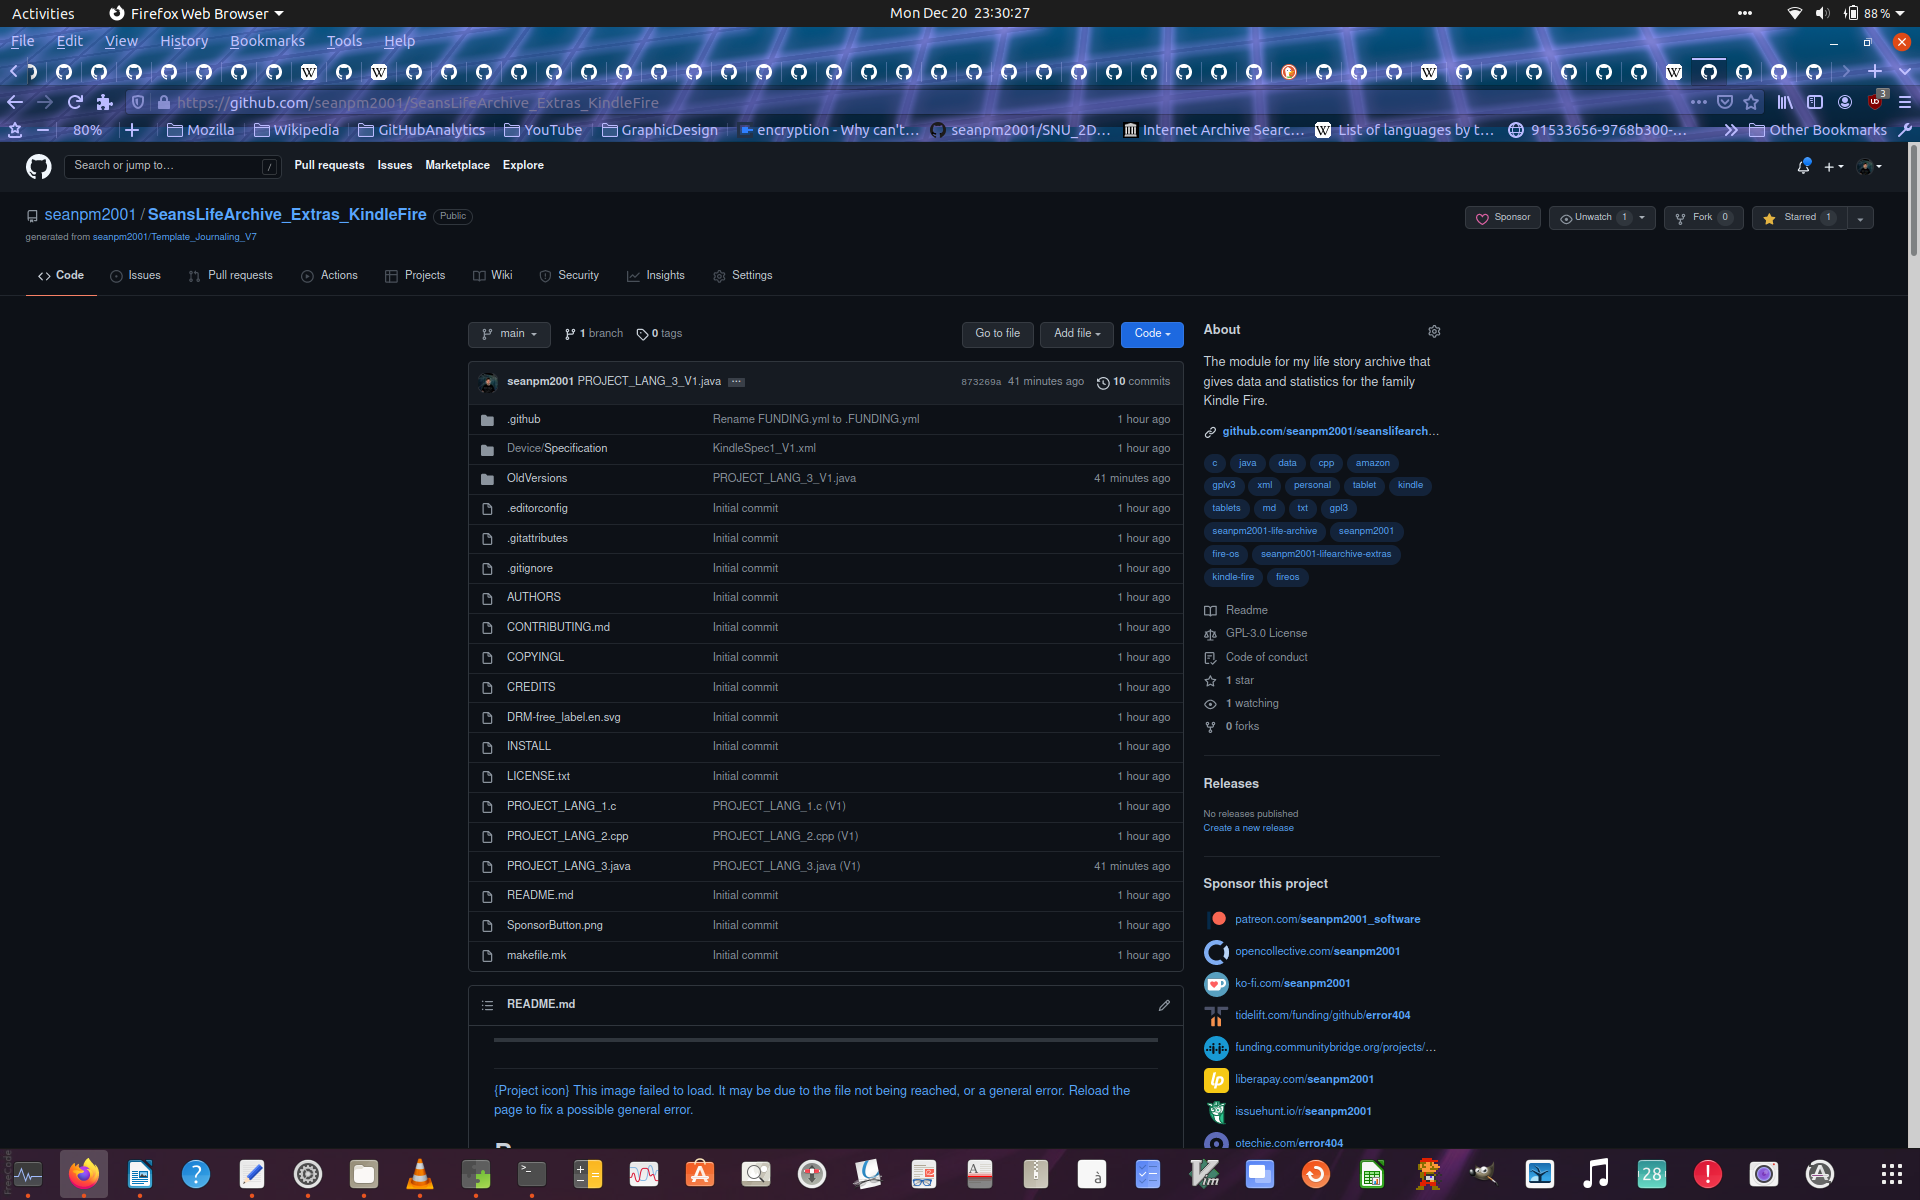 Activities Firefox Web Browser Mon Dec 20 23:30:27 88 %
File Edit View History Bookmarks Tools Help
https://github.com/seanpm2001/SeansLifeArchive_Extras_KindleFire 3
80% Mozilla Wikipedia GitHubAnalytics YouTube GraphicDesign encryption - Why can't… seanpm2001/SNU_2D… Internet Archive Searc… List of languages by t… 91533656-9768b300-… Other Bookmarks
Search or jump to… / Pull requests Issues Marketplace Explore
seanpm2001 / SeansLifeArchive_Extras_KindleFire Public Sponsor Unwatch 1 Fork 0 Starred 1
generated from seanpm2001/Template_Journaling_V7
Code Issues Pull requests Actions Projects Wiki Security Insights Settings
main 1 branch 0 tags Go to file Add file Code
seanpm2001 PROJECT_LANG_3_V1.java 873269a 41 minutes ago 10 commits
.github Rename FUNDING.yml to .FUNDING.yml 1 hour ago
Device/Specification KindleSpec1_V1.xml 1 hour ago
OldVersions PROJECT_LANG_3_V1.java 41 minutes ago
.editorconfig Initial commit 1 hour ago
.gitattributes Initial commit 1 hour ago
.gitignore Initial commit 1 hour ago
AUTHORS Initial commit 1 hour ago
CONTRIBUTING.md Initial commit 1 hour ago
COPYINGL Initial commit 1 hour ago
CREDITS Initial commit 1 hour ago
DRM-free_label.en.svg Initial commit 1 hour ago
INSTALL Initial commit 1 hour ago
LICENSE.txt Initial commit 1 hour ago
PROJECT_LANG_1.c PROJECT_LANG_1.c (V1) 1 hour ago
PROJECT_LANG_2.cpp PROJECT_LANG_2.cpp (V1) 1 hour ago
PROJECT_LANG_3.java PROJECT_LANG_3.java (V1) 41 minutes ago
README.md Initial commit 1 hour ago
SponsorButton.png Initial commit 1 hour ago
makefile.mk Initial commit 1 hour ago
README.md
{Project icon} This image failed to load. It may be due to the file not being reached, or a general error. Reload the
page to fix a possible general error.
About
The module for my life story archive that
gives data and statistics for the family
Kindle Fire.
github.com/seanpm2001/seanslifearch…
c java data cpp amazon
gplv3 xml personal tablet kindle
tablets md txt gpl3
seanpm2001-life-archive seanpm2001
fire-os seanpm2001-lifearchive-extras
kindle-fire fireos
Readme
GPL-3.0 License
Code of conduct
1 star
1 watching
0 forks
Releases
No releases published
Create a new release
Sponsor this project
patreon.com/seanpm2001_software
opencollective.com/seanpm2001
ko-fi.com/seanpm2001
tidelift.com/funding/github/error404
funding.communitybridge.org/projects/…
liberapay.com/seanpm2001
issuehunt.io/r/seanpm2001
otechie.com/error404
28